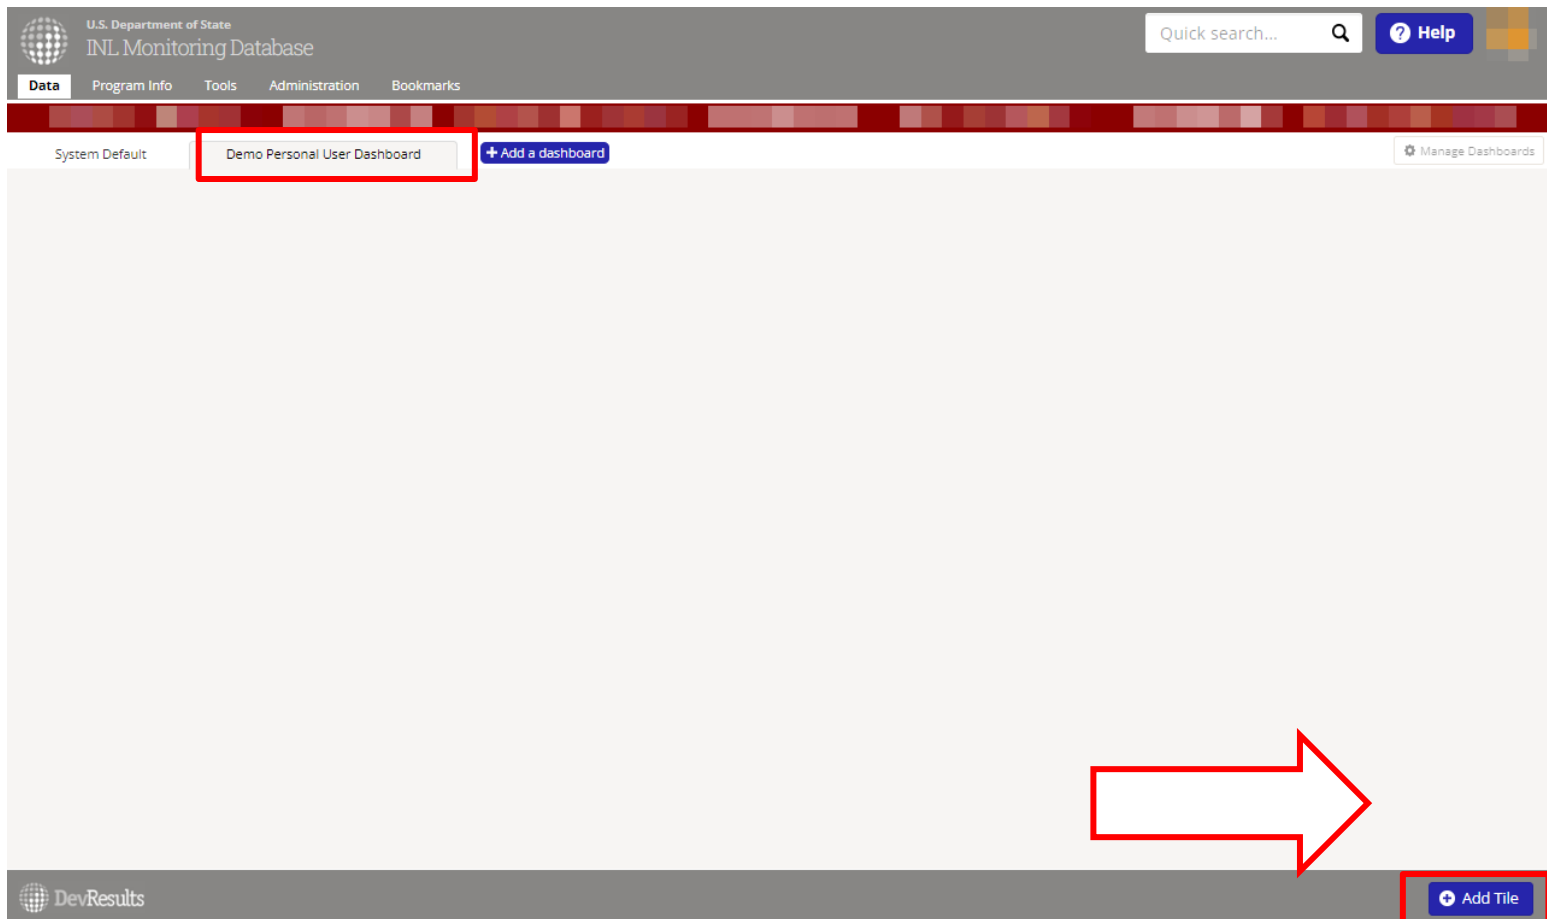 U.S. Department of State
INL Monitoring Database
Quick search...
Help
Data Program Info Tools Administration Bookmarks
System Default Demo Personal User Dashboard + Add a dashboard Manage Dashboards
DevResults
Add Tile